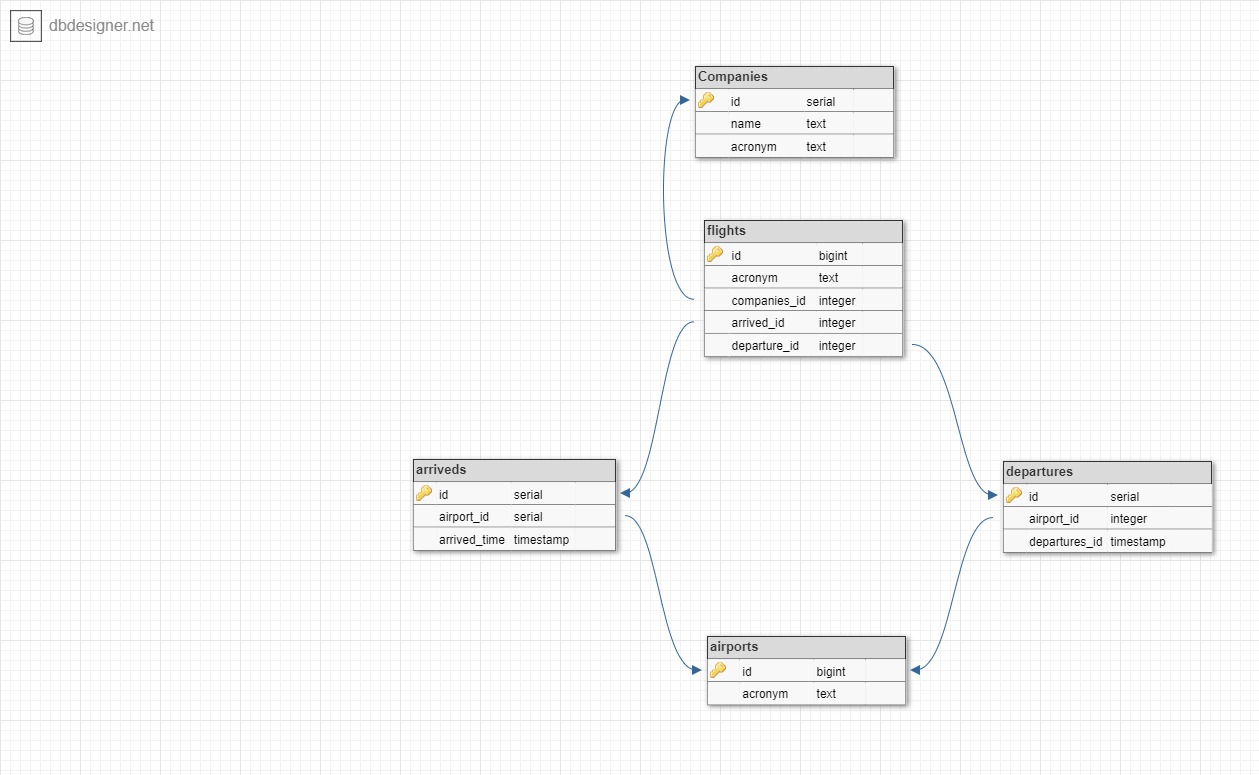 dbdesigner.net
Companies
id serial
name text
acronym text
flights
id bigint
acronym text
companies_id integer
arrived_id integer
departure_id integer
arriveds
id serial
airport_id serial
arrived_time timestamp
departures
id serial
airport_id integer
departures_id timestamp
airports
id bigint
acronym text